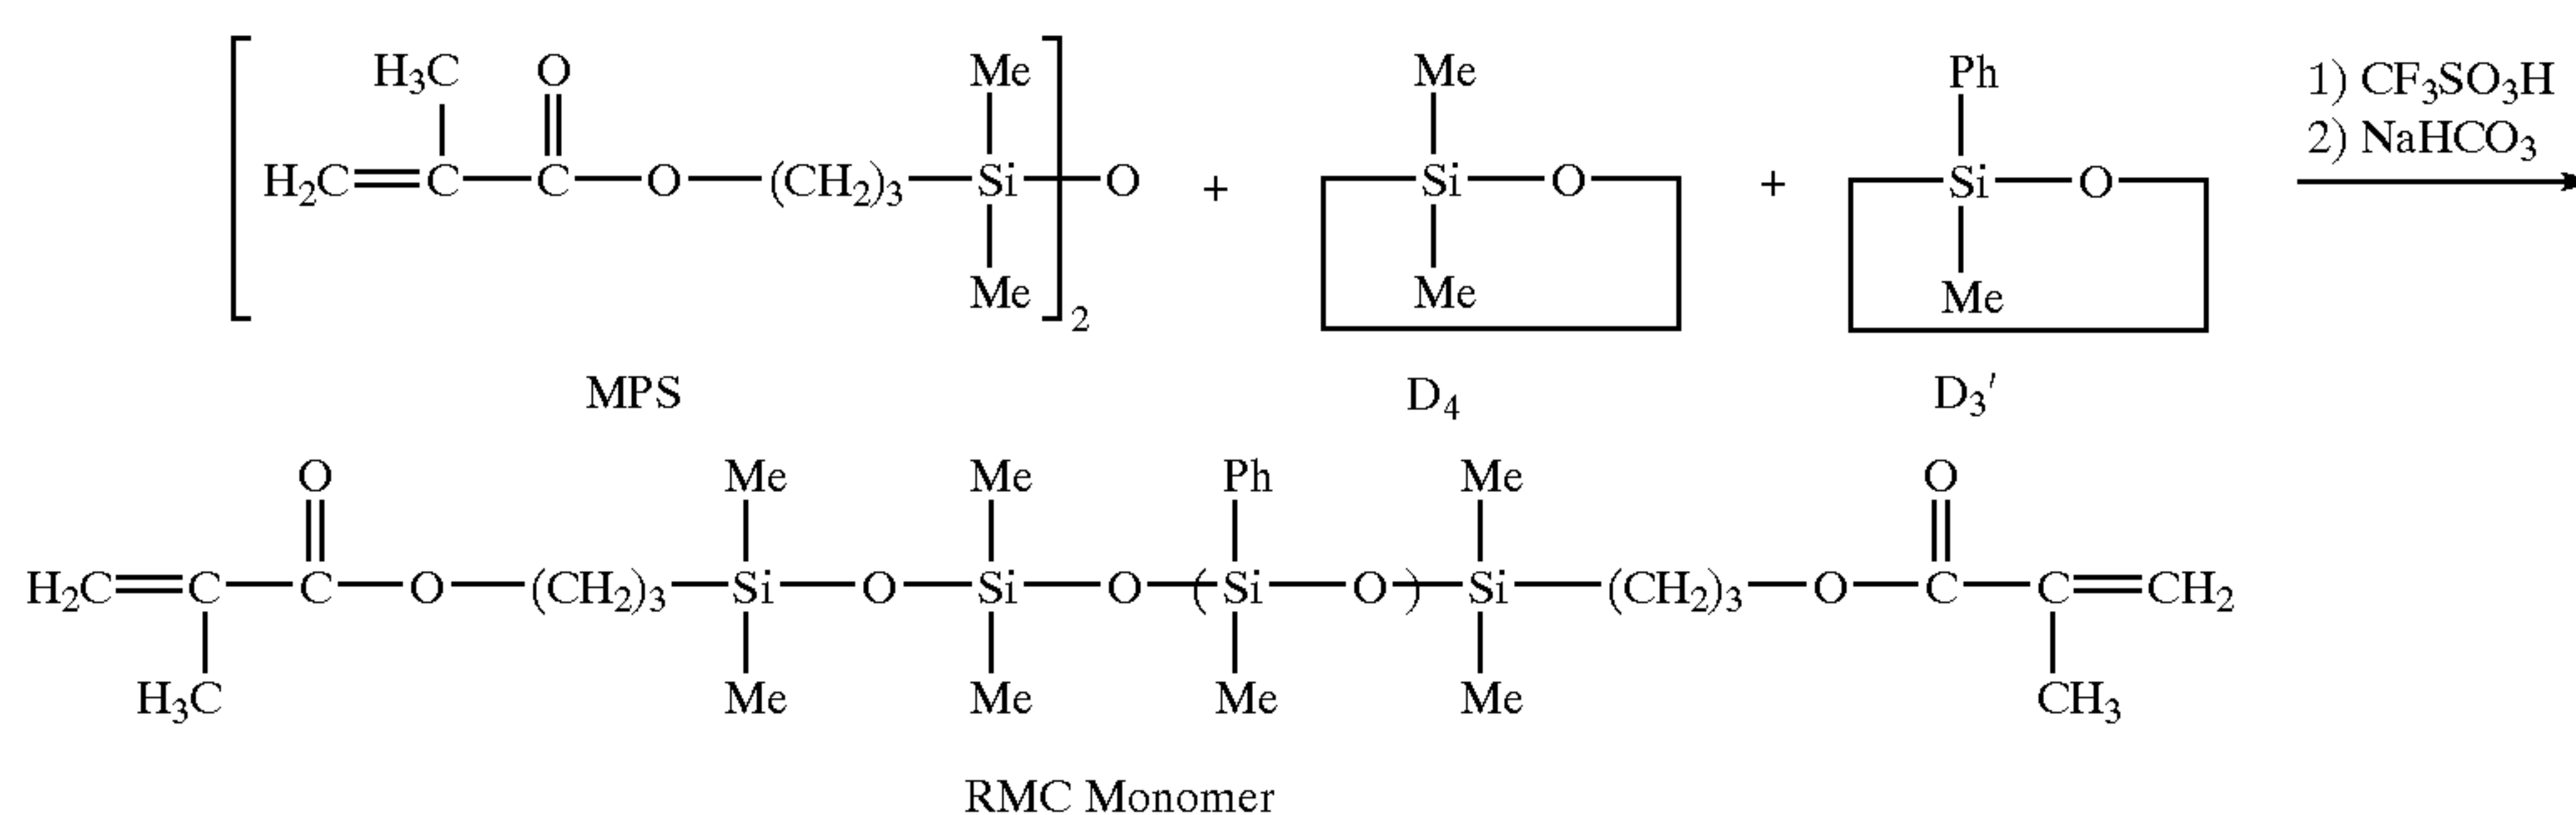 H₃C O Me Me Ph 1) CF₃SO₃H
2) NaHCO₃
H₂C=C—C—O—(CH₂)₃—Si—O + Si—O + Si—O
Me 2 Me Me
MPS D₄ D₃′
O Me Me Ph Me O
H₂C=C—C—O—(CH₂)₃—Si—O—Si—O—(Si—O)—Si—(CH₂)₃—O—C—C=CH₂
H₃C Me Me Me Me CH₃
RMC Monomer